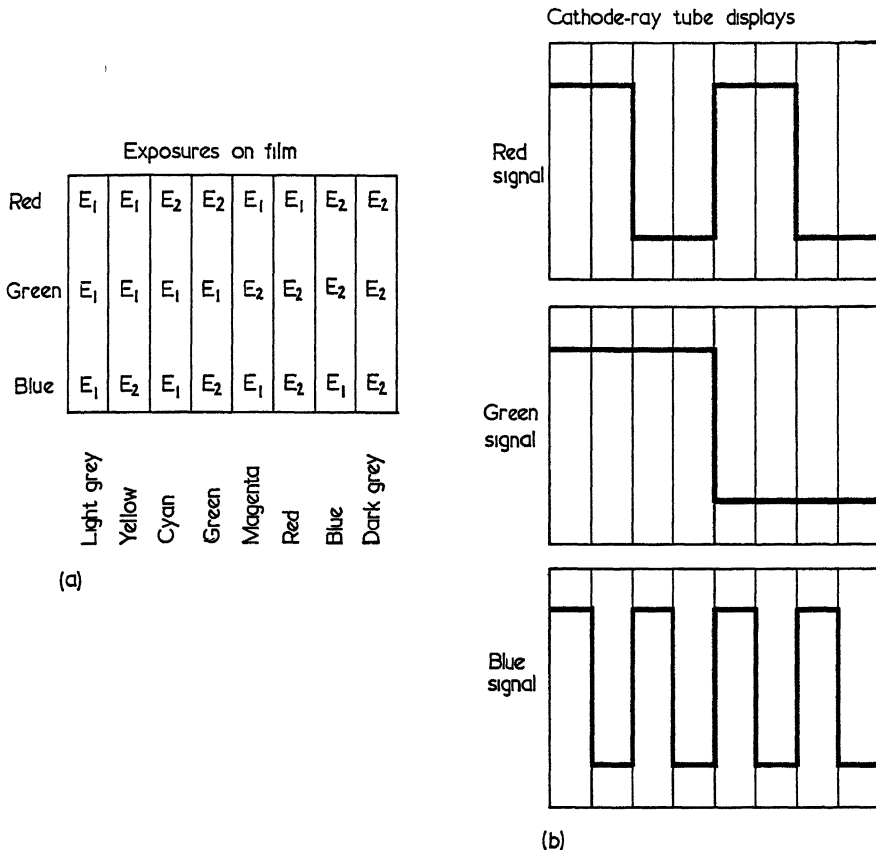 Cathode-ray tube displays
Exposures on film
Red E₁ E₁ E₂ E₂ E₁ E₁ E₂ E₂
Green E₁ E₁ E₁ E₁ E₂ E₂ E₂ E₂
Blue E₁ E₂ E₁ E₂ E₁ E₂ E₁ E₂
Light grey
Yellow
Cyan
Green
Magenta
Red
Blue
Dark grey
(a)
Red
signal
Green
signal
Blue
signal
(b)